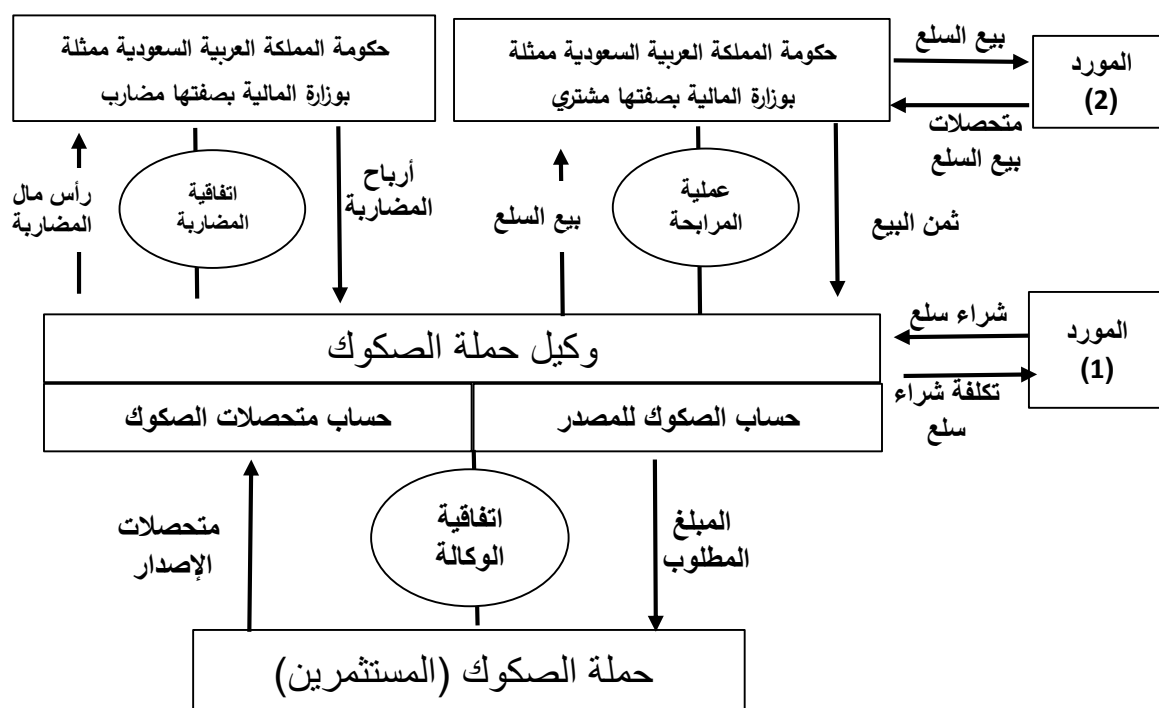 حكومة المملكة العربية السعودية ممثلة
بوزارة المالية بصفتها مشتري
حكومة المملكة العربية السعودية ممثلة
بوزارة المالية بصفتها مضارب
بيع السلع
المورد
(2)
متحصلات
بيع السلع
عملية
المرابحة
بيع السلع
ثمن البيع
أرباح
المضاربة
اتفاقية
المضاربة
رأس مال
المضاربة
شراء سلع
المورد
(1)
تكلفة شراء
سلع
وكيل حملة الصكوك
حساب الصكوك للمصدر
حساب متحصلات الصكوك
المبلغ
المطلوب
اتفاقية
الوكالة
متحصلات
الإصدار
حملة الصكوك (المستثمرين)